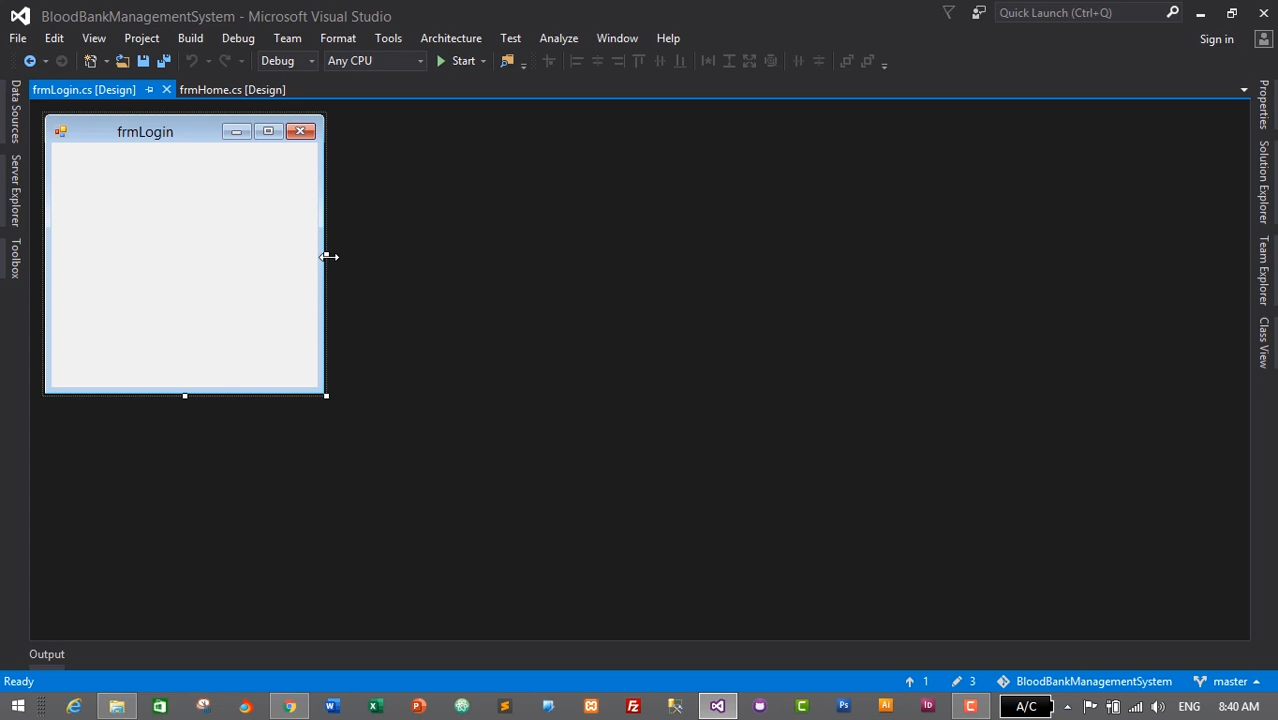 BloodBankManagementSystem - Microsoft Visual Studio
Quick Launch (Ctrl+Q)
File Edit View Project Build Debug Team Format Tools Architecture Test Analyze Window Help
Sign in
Debug Any CPU Start
frmLogin.cs [Design] frmHome.cs [Design]
Data Sources
Server Explorer
Toolbox
frmLogin
Properties
Solution Explorer
Team Explorer
Class View
Output
Ready 1 3 BloodBankManagementSystem master
A/C ENG 8:40 AM